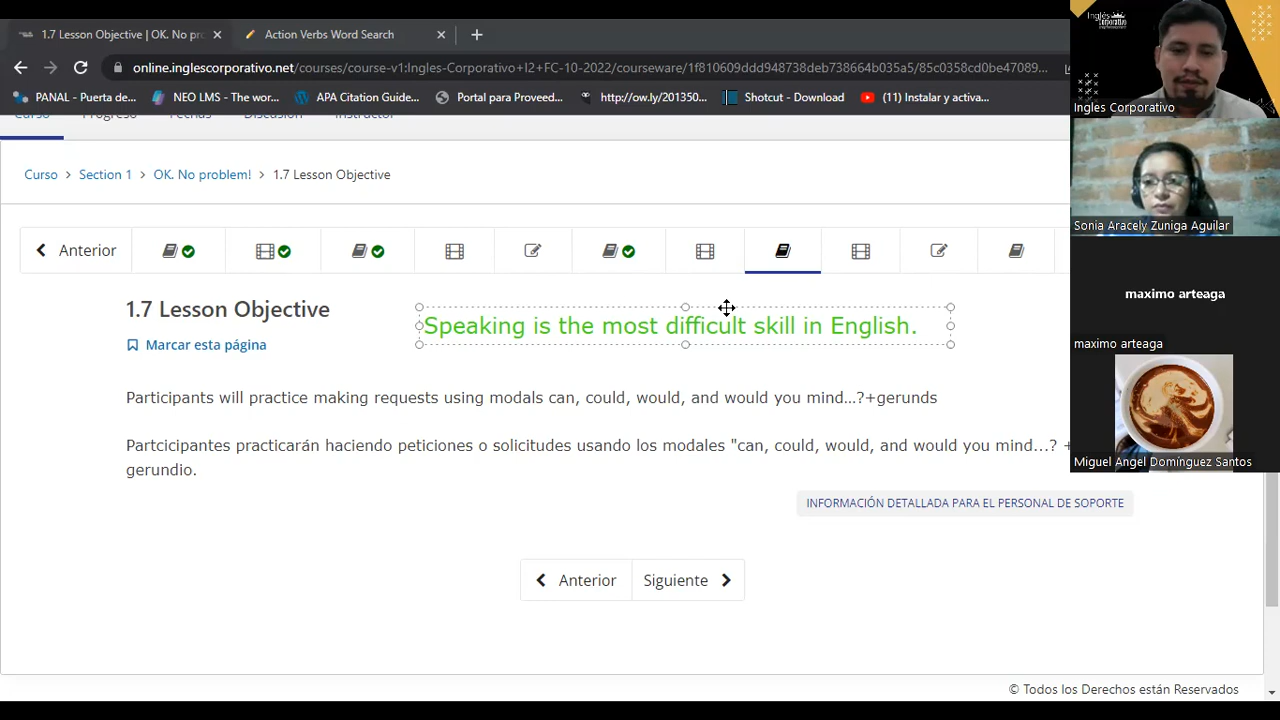 1.7 Lesson Objective | OK. No pro
Action Verbs Word Search
online.inglescorporativo.net/courses/course-v1:Ingles-Corporativo+I2+FC-10-2022/courseware/1f810609ddd948738deb738664b035a5/85c0358cd0be47089...
PANAL - Puerta de...
NEO LMS - The wor...
APA Citation Guide...
Portal para Proveed...
http://ow.ly/201350...
Shotcut - Download
(11) Instalar y activa...
Curso Progreso Fechas Discusión Instructor
Curso > Section 1 > OK. No problem! > 1.7 Lesson Objective
Anterior
1.7 Lesson Objective
Speaking is the most difficult skill in English.
Marcar esta página
Participants will practice making requests using modals can, could, would, and would you mind...?+gerunds
Partcicipantes practicarán haciendo peticiones o solicitudes usando los modales "can, could, would, and would you mind...? +
gerundio.
INFORMACIÓN DETALLADA PARA EL PERSONAL DE SOPORTE
Anterior
Siguiente
© Todos los Derechos están Reservados
Inglés
Corporativo
Ingles Corporativo
Sonia Aracely Zuniga Aguilar
maximo arteaga
maximo arteaga
Miguel Angel Domínguez Santos